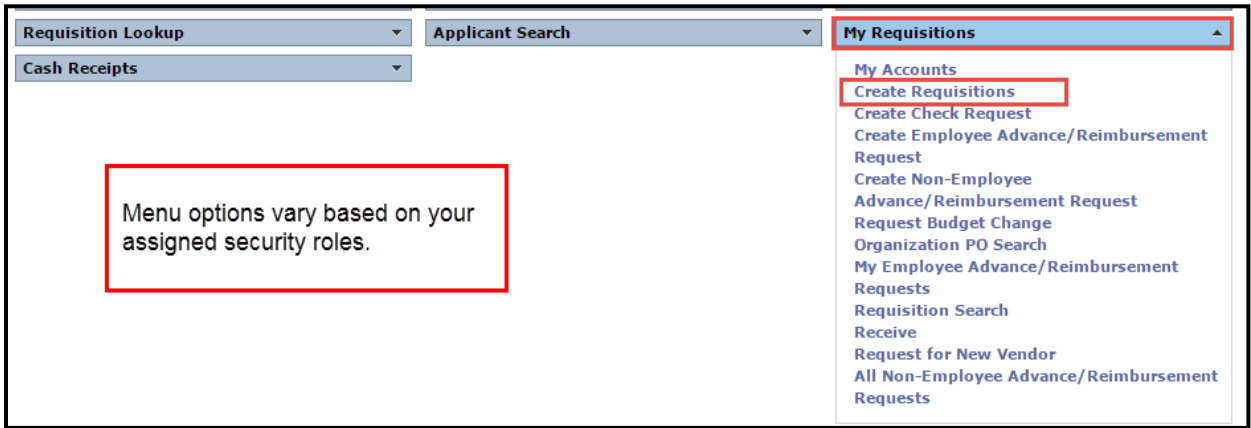 Requisition Lookup
Applicant Search
My Requisitions
Cash Receipts
My Accounts
Create Requisitions
Create Check Request
Create Employee Advance/Reimbursement
Request
Create Non-Employee
Advance/Reimbursement Request
Request Budget Change
Organization PO Search
My Employee Advance/Reimbursement
Requests
Requisition Search
Receive
Request for New Vendor
All Non-Employee Advance/Reimbursement
Requests
Menu options vary based on your
assigned security roles.